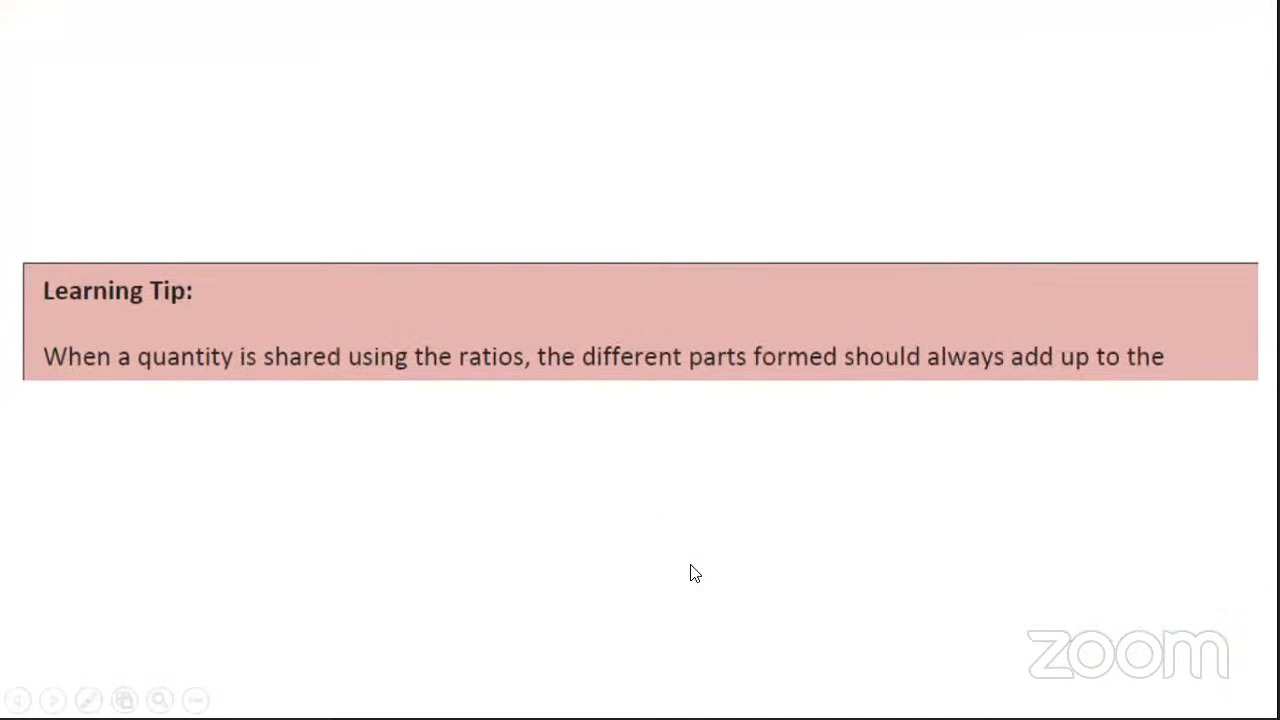 Learning Tip:
When a quantity is shared using the ratios, the different parts formed should always add up to the
zoom